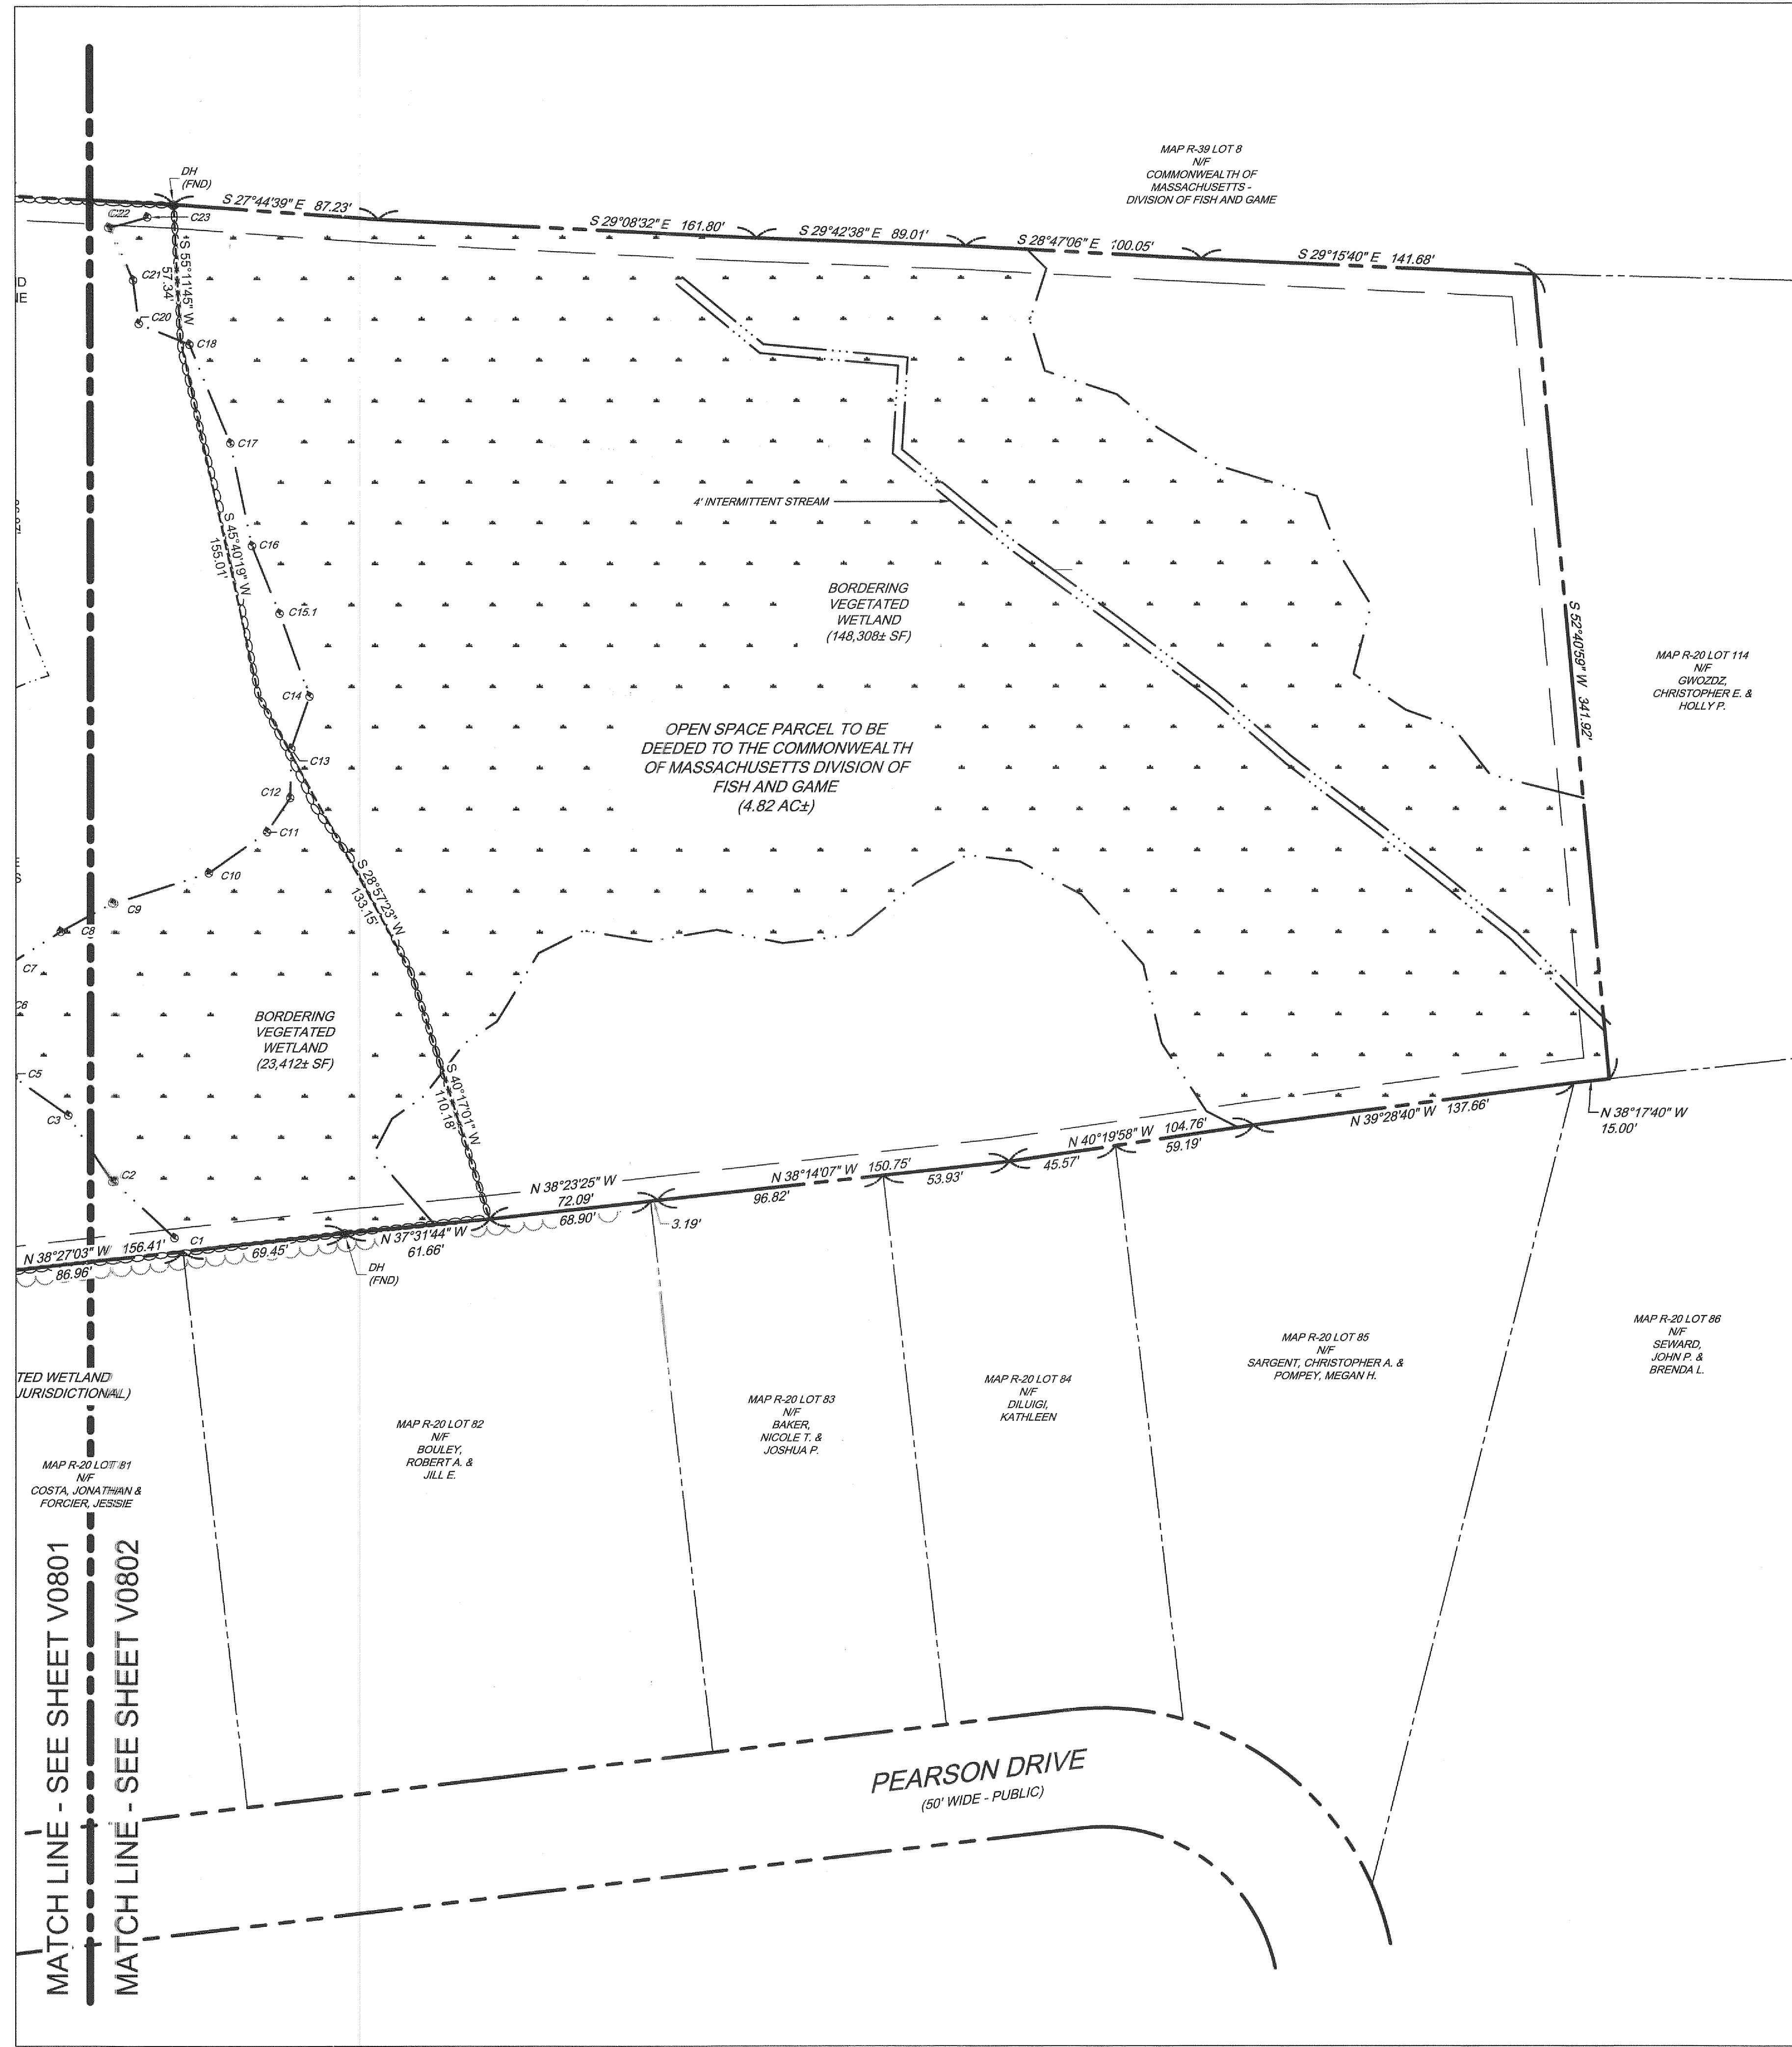 MAP R-39 LOT 8
N/F
COMMONWEALTH OF
MASSACHUSETTS -
DIVISION OF FISH AND GAME
DH
(FND)
S 27°44'39" E 87.23'
S 29°08'32" E 161.80'
S 29°42'38" E 89.01'
S 28°47'06" E 100.05'
S 29°15'40" E 141.68'
C22
C23
S 55°11'45" W
57.34'
C21
C20
C18
C17
4' INTERMITTENT STREAM
S 45°40'19" W
155.01'
C16
C15.1
BORDERING
VEGETATED
WETLAND
(148,308± SF)
S 52°40'59" W 341.92'
MAP R-20 LOT 114
N/F
GWOZDZ,
CHRISTOPHER E. &
HOLLY P.
C14
OPEN SPACE PARCEL TO BE
DEEDED TO THE COMMONWEALTH
OF MASSACHUSETTS DIVISION OF
FISH AND GAME
(4.82 AC±)
C13
C12
C11
C10
C9
C8
C7
S 28°57'23" W
133.15'
C6
BORDERING
VEGETATED
WETLAND
(23,412± SF)
C5
C3
S 40°17'01" W
110.18'
C2
C1
N 38°27'03" W 156.41'
86.96'
69.45'
N 37°31'44" W
61.66'
DH
(FND)
N 38°23'25" W
72.09'
68.90'
3.19'
N 38°14'07" W 150.75'
96.82'
53.93'
N 40°19'58" W 104.76'
45.57'
59.19'
N 39°28'40" W 137.66'
N 38°17'40" W
15.00'
TED WETLAND
JURISDICTIONAL)
MAP R-20 LOT 81
N/F
COSTA, JONATHAN &
FORCIER, JESSIE
MAP R-20 LOT 82
N/F
BOULEY,
ROBERT A. &
JILL E.
MAP R-20 LOT 83
N/F
BAKER,
NICOLE T. &
JOSHUA P.
MAP R-20 LOT 84
N/F
DILUIGI,
KATHLEEN
MAP R-20 LOT 85
N/F
SARGENT, CHRISTOPHER A. &
POMPEY, MEGAN H.
MAP R-20 LOT 86
N/F
SEWARD,
JOHN P. &
BRENDA L.
MATCH LINE - SEE SHEET V0801
MATCH LINE - SEE SHEET V0802
PEARSON DRIVE
(50' WIDE - PUBLIC)